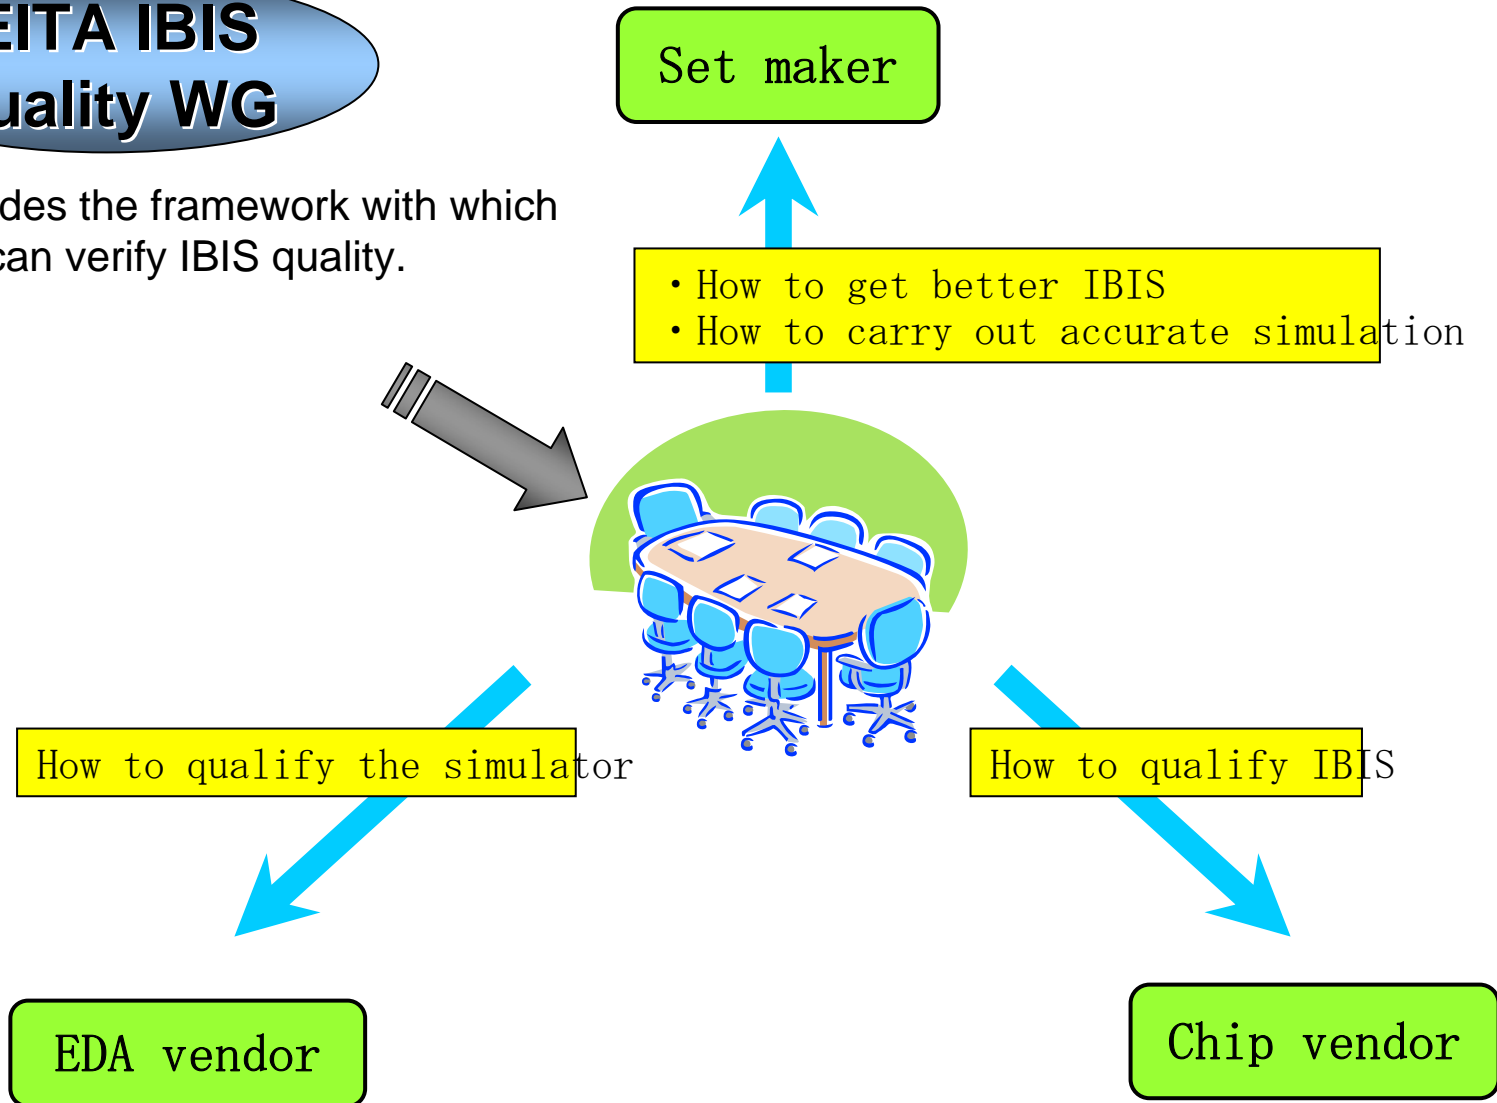 EITA IBIS
uality WG
Set maker
des the framework with which
can verify IBIS quality.
・How to get better IBIS
・How to carry out accurate simulation
How to qualify the simulator
How to qualify IBIS
EDA vendor
Chip vendor